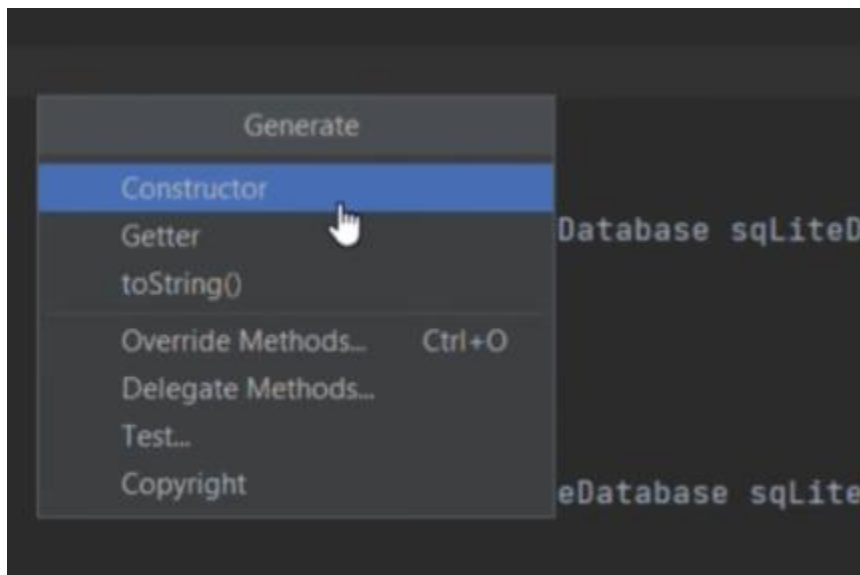 Generate
Constructor
Getter
Database sqLiteD
toString()
Override Methods... Ctrl+O
Delegate Methods...
Test...
Copyright
eDatabase sqLite